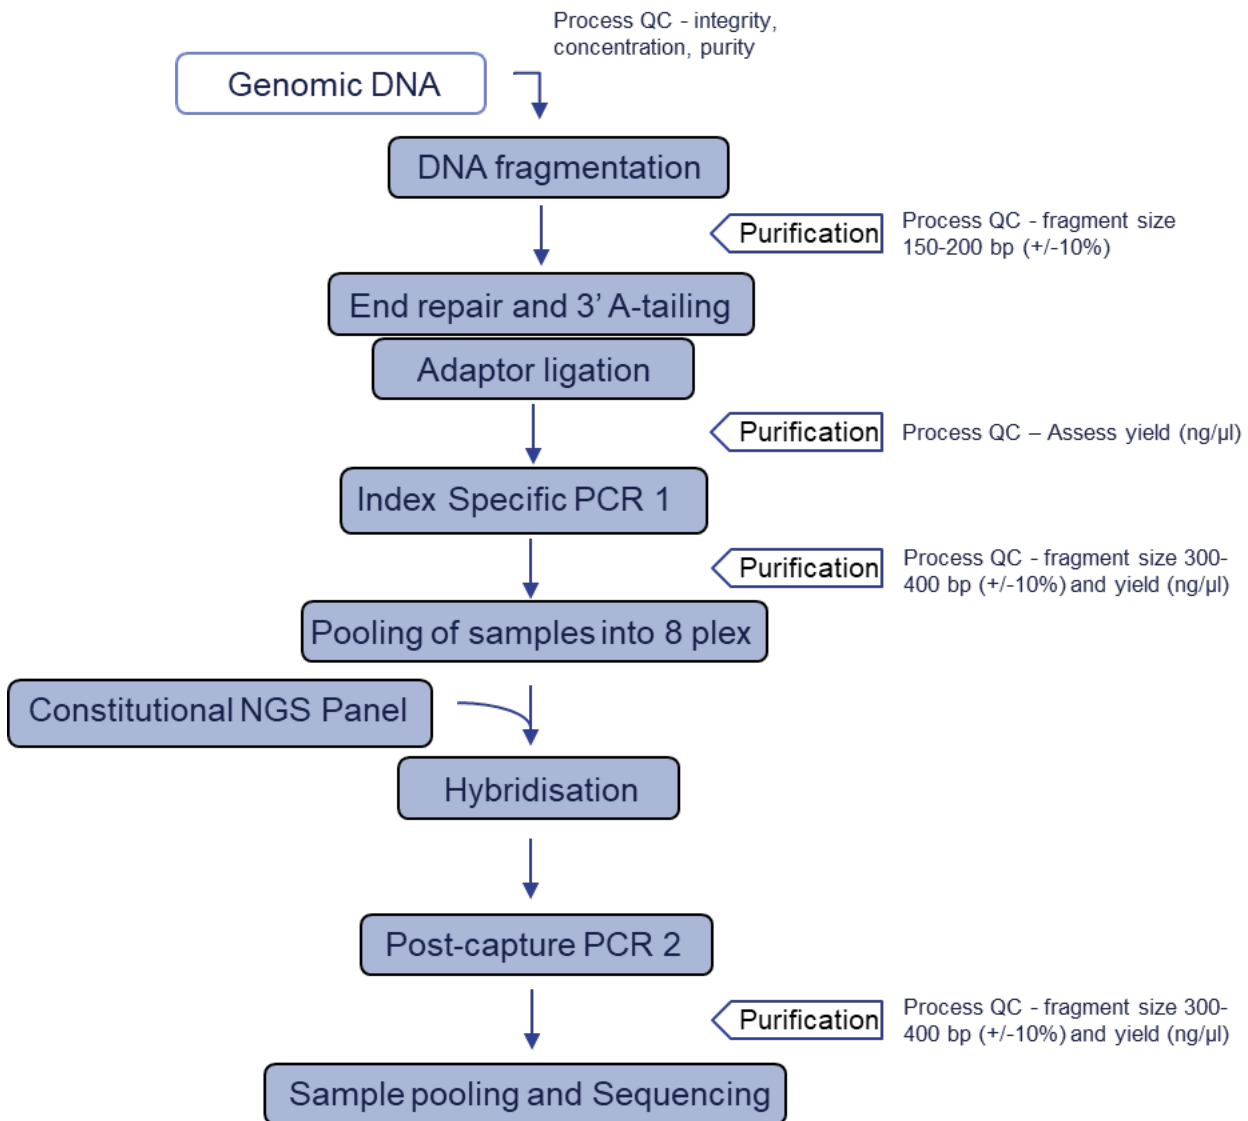 Process QC - integrity,
concentration, purity
Genomic DNA
DNA fragmentation
Purification
Process QC - fragment size
150-200 bp (+/-10%)
End repair and 3’ A-tailing
Adaptor ligation
Purification
Process QC – Assess yield (ng/µl)
Index Specific PCR 1
Purification
Process QC - fragment size 300-
400 bp (+/-10%) and yield (ng/µl)
Pooling of samples into 8 plex
Constitutional NGS Panel
Hybridisation
Post-capture PCR 2
Purification
Process QC - fragment size 300-
400 bp (+/-10%) and yield (ng/µl)
Sample pooling and Sequencing